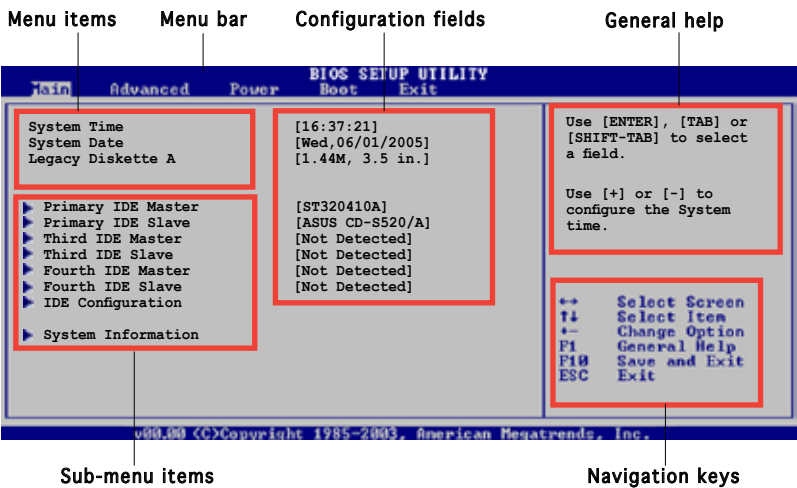 Menu items Menu bar Configuration fields General help
BIOS SETUP UTILITY
Main Advanced Power Boot Exit
System Time [16:37:21]
System Date [Wed,06/01/2005]
Legacy Diskette A [1.44M, 3.5 in.]
Primary IDE Master [ST320410A]
Primary IDE Slave [ASUS CD-S520/A]
Third IDE Master [Not Detected]
Third IDE Slave [Not Detected]
Fourth IDE Master [Not Detected]
Fourth IDE Slave [Not Detected]
IDE Configuration
System Information
Use [ENTER], [TAB] or
[SHIFT-TAB] to select
a field.
Use [+] or [-] to
configure the System
time.
←→ Select Screen
↑↓ Select Item
+- Change Option
F1 General Help
F10 Save and Exit
ESC Exit
v00.00 (C)Copyright 1985-2003, American Megatrends, Inc.
Sub-menu items Navigation keys